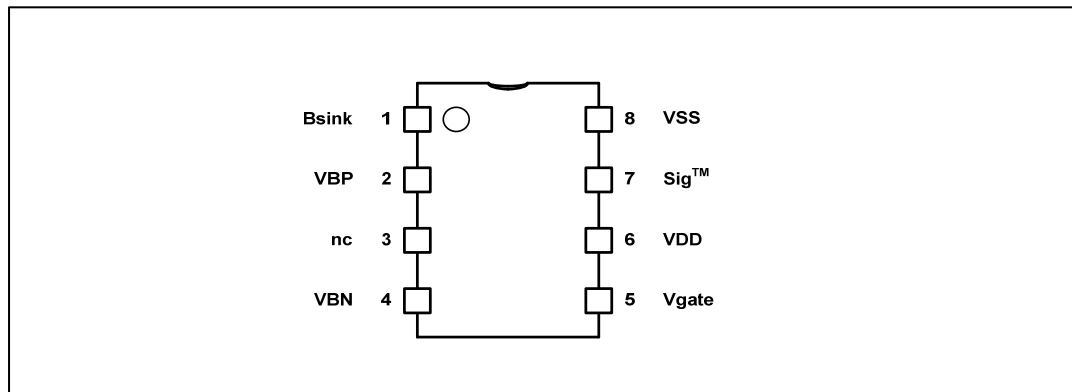 Bsink 1 8 VSS
VBP 2 7 Sig™
nc 3 6 VDD
VBN 4 5 Vgate